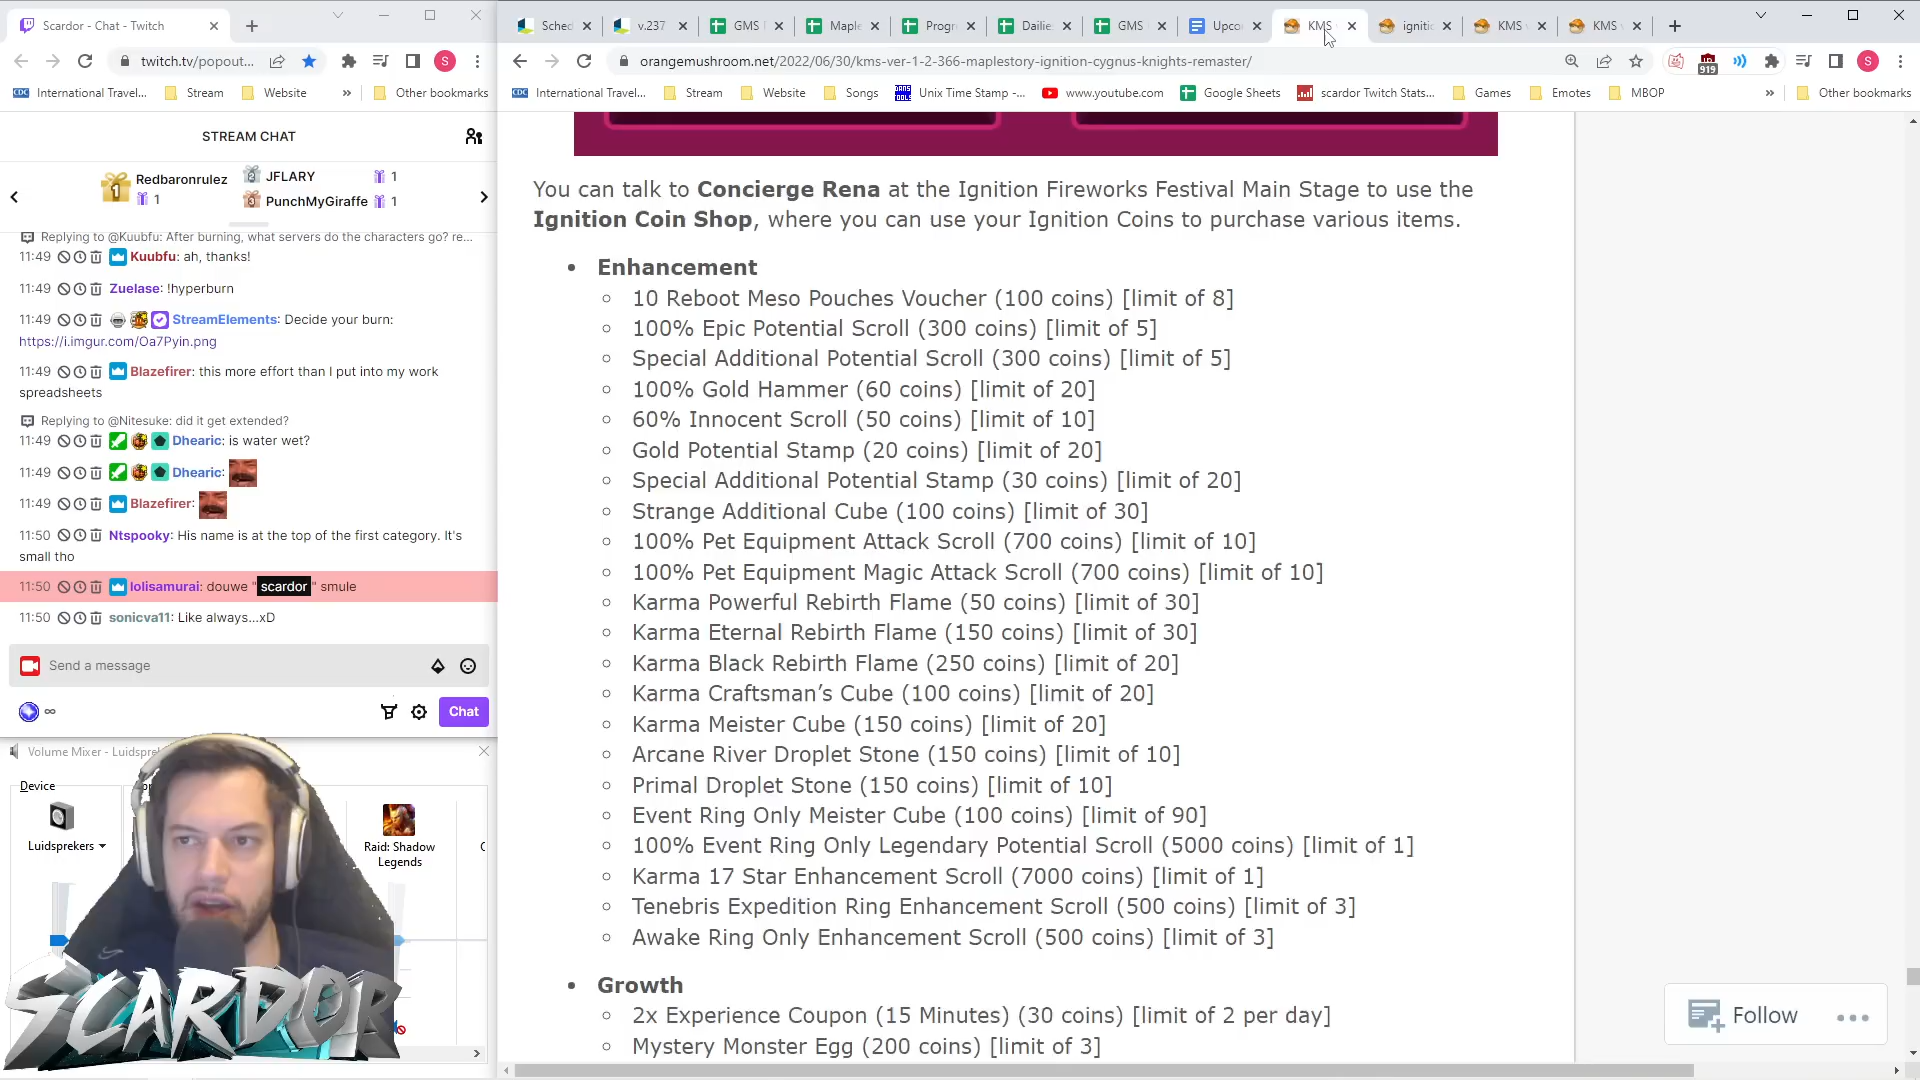 Scardor - Chat - Twitch
Sched
v.237
GMS
Maple
Progre
Dailie
GMS
Upco
KMS
igniti
KMS v
KMS v
twitch.tv/popout...
S
orangemushroom.net/2022/06/30/kms-ver-1-2-366-maplestory-ignition-cygnus-knights-remaster/
919
S
CDC International Travel...
Stream
Website
»
Other bookmarks
CDC International Travel...
Stream
Website
Songs
Unix Time Stamp -...
www.youtube.com
Google Sheets
scardor Twitch Stats...
Games
Emotes
MBOP
»
Other bookmarks
STREAM CHAT
1
Redbaronrulez
1
2 JFLARY 1
3 PunchMyGiraffe 1
Replying to @Kuubfu: After burning, what servers do the characters go? re...
11:49 Kuubfu: ah, thanks!
11:49 Zuelase: !hyperburn
11:49 StreamElements: Decide your burn:
https://i.imgur.com/Oa7Pyin.png
11:49 Blazefirer: this more effort than I put into my work
spreadsheets
Replying to @Nitesuke: did it get extended?
11:49 Dhearic: is water wet?
11:49 Dhearic:
11:49 Blazefirer:
11:50 Ntspooky: His name is at the top of the first category. It's
small tho
11:50 lolisamurai: douwe "scardor" smule
11:50 sonicva11: Like always...xD
Send a message
∞
Chat
Volume Mixer - Luidspre
Device
Luidsprekers
Raid: Shadow
Legends
SCARDOR
You can talk to Concierge Rena at the Ignition Fireworks Festival Main Stage to use the
Ignition Coin Shop, where you can use your Ignition Coins to purchase various items.
• Enhancement
◦ 10 Reboot Meso Pouches Voucher (100 coins) [limit of 8]
◦ 100% Epic Potential Scroll (300 coins) [limit of 5]
◦ Special Additional Potential Scroll (300 coins) [limit of 5]
◦ 100% Gold Hammer (60 coins) [limit of 20]
◦ 60% Innocent Scroll (50 coins) [limit of 10]
◦ Gold Potential Stamp (20 coins) [limit of 20]
◦ Special Additional Potential Stamp (30 coins) [limit of 20]
◦ Strange Additional Cube (100 coins) [limit of 30]
◦ 100% Pet Equipment Attack Scroll (700 coins) [limit of 10]
◦ 100% Pet Equipment Magic Attack Scroll (700 coins) [limit of 10]
◦ Karma Powerful Rebirth Flame (50 coins) [limit of 30]
◦ Karma Eternal Rebirth Flame (150 coins) [limit of 30]
◦ Karma Black Rebirth Flame (250 coins) [limit of 20]
◦ Karma Craftsman’s Cube (100 coins) [limit of 20]
◦ Karma Meister Cube (150 coins) [limit of 20]
◦ Arcane River Droplet Stone (150 coins) [limit of 10]
◦ Primal Droplet Stone (150 coins) [limit of 10]
◦ Event Ring Only Meister Cube (100 coins) [limit of 90]
◦ 100% Event Ring Only Legendary Potential Scroll (5000 coins) [limit of 1]
◦ Karma 17 Star Enhancement Scroll (7000 coins) [limit of 1]
◦ Tenebris Expedition Ring Enhancement Scroll (500 coins) [limit of 3]
◦ Awake Ring Only Enhancement Scroll (500 coins) [limit of 3]
• Growth
◦ 2x Experience Coupon (15 Minutes) (30 coins) [limit of 2 per day]
◦ Mystery Monster Egg (200 coins) [limit of 3]
Follow